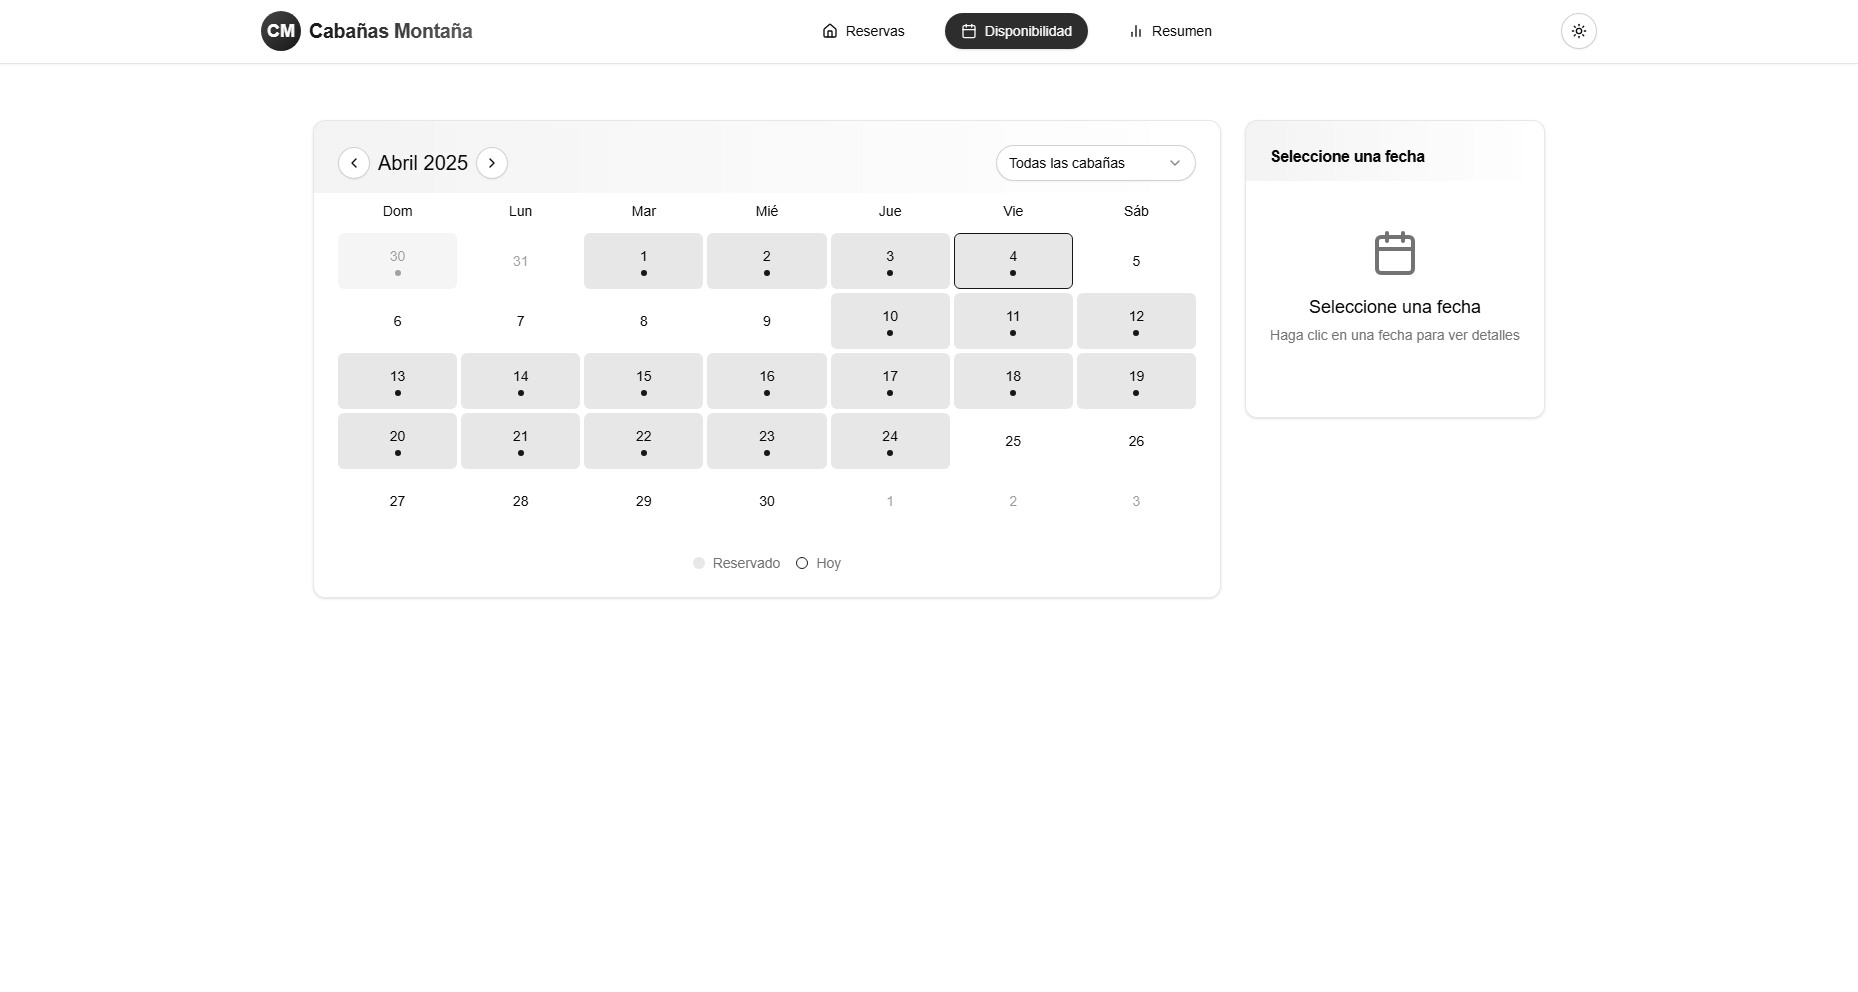 CM Cabañas Montaña
Reservas Disponibilidad Resumen
Abril 2025
Todas las cabañas
Dom Lun Mar Mié Jue Vie Sáb
30 31 1 2 3 4 5
6 7 8 9 10 11 12
13 14 15 16 17 18 19
20 21 22 23 24 25 26
27 28 29 30 1 2 3
Reservado Hoy
Seleccione una fecha
Seleccione una fecha
Haga clic en una fecha para ver detalles